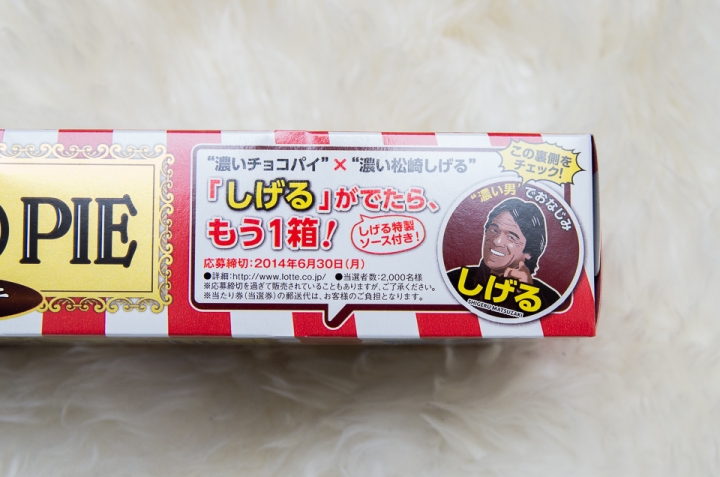 PIE
“濃いチョコパイ”×“濃い松崎しげる”
「しげる」がでたら、
もう1箱!
しげる特製
ソース付き!
応募締切:2014年6月30日(月)
●詳細:http://www.lotte.co.jp/ ●当選者数:2,000名様
※応募締切を過ぎて販売されていることもありますが、ご了承ください。
※当たり券(当選券)の郵送代は、お客様のご負担となります。
この裏側を
チェック!
“濃い男”でおなじみ
しげる
SHIGERU MATSUZAKI